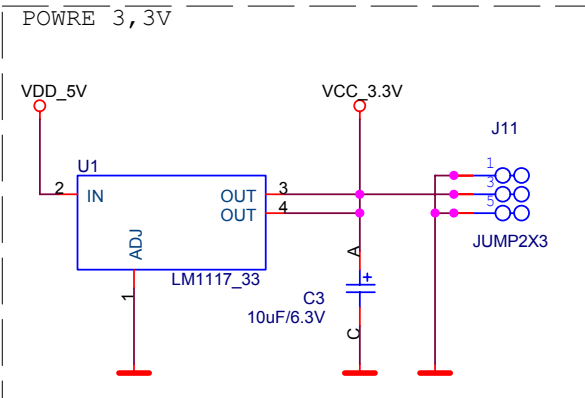 POWRE 3,3V
VDD_5V
VCC_3.3V
J11
U1
1
2
IN
OUT
3
3
OUT
4
5
ADJ
JUMP2X3
LM1117_33
A
+
1
C3
10uF/6.3V
C